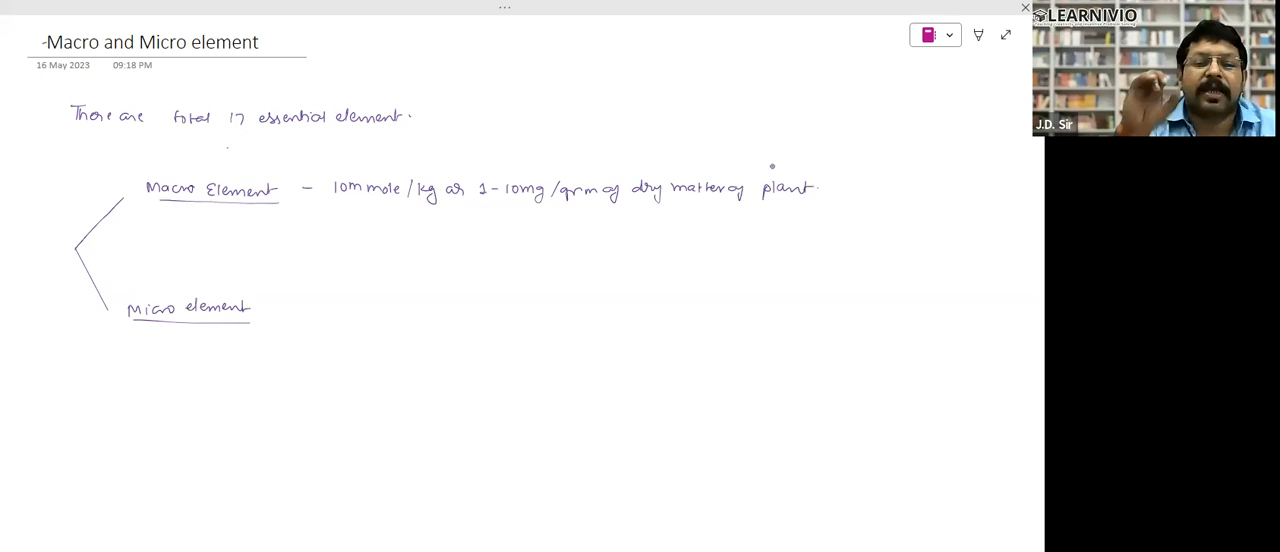 -Macro and Micro element
16 May 2023 09:18 PM
There are total 17 essential element.
Macro Element - 10m mole/kg or 1-10mg/grm of dry matter of plant.
Micro element
LEARNIVIO
J.D. Sir